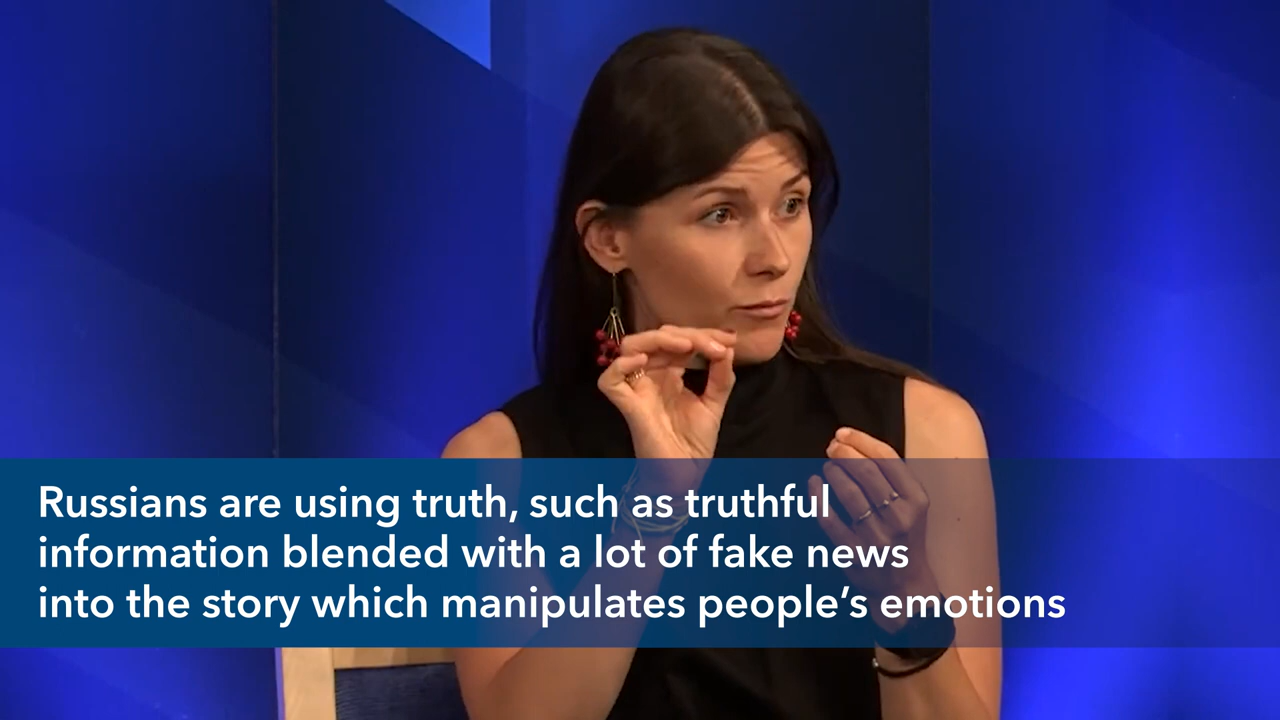 Russians are using truth, such as truthful
information blended with a lot of fake news
into the story which manipulates people’s emotions